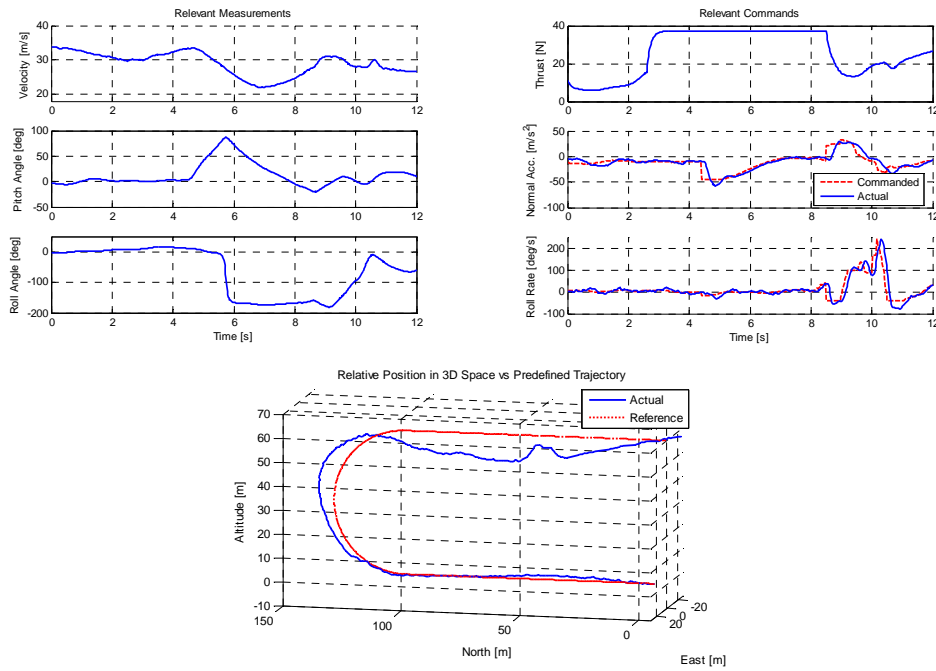 Relevant Measurements
40
30
20
Velocity [m/s]
0 2 4 6 8 10 12
100
50
0
-50
Pitch Angle [deg]
0 2 4 6 8 10 12
0
-100
-200
Roll Angle [deg]
0 2 4 6 8 10 12
Time [s]
Relevant Commands
40
20
0
Thrust [N]
0 2 4 6 8 10 12
50
0
-50
-100
Normal Acc. [m/s²]
Commanded
Actual
0 2 4 6 8 10 12
200
100
0
-100
Roll Rate [deg/s]
0 2 4 6 8 10 12
Time [s]
Relative Position in 3D Space vs Predefined Trajectory
Actual
Reference
70
60
50
40
30
20
10
0
-10
Altitude [m]
150 100 50 0
North [m]
-20
0
20
East [m]